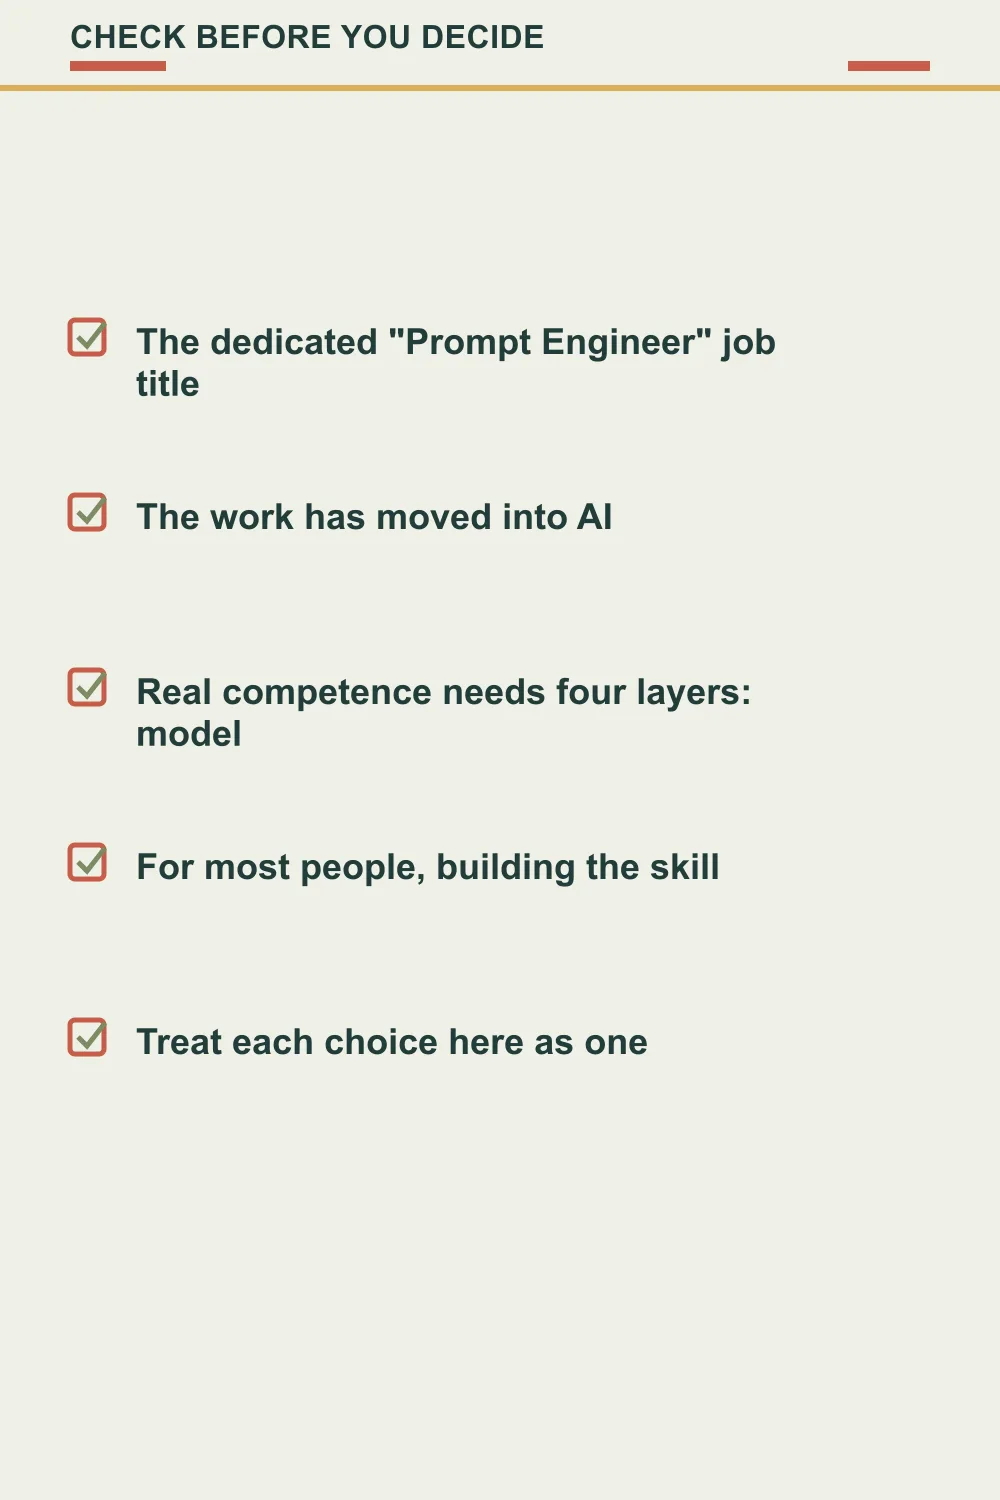 CHECK BEFORE YOU DECIDE
The dedicated "Prompt Engineer" job
title
The work has moved into AI
Real competence needs four layers:
model
For most people, building the skill
Treat each choice here as one